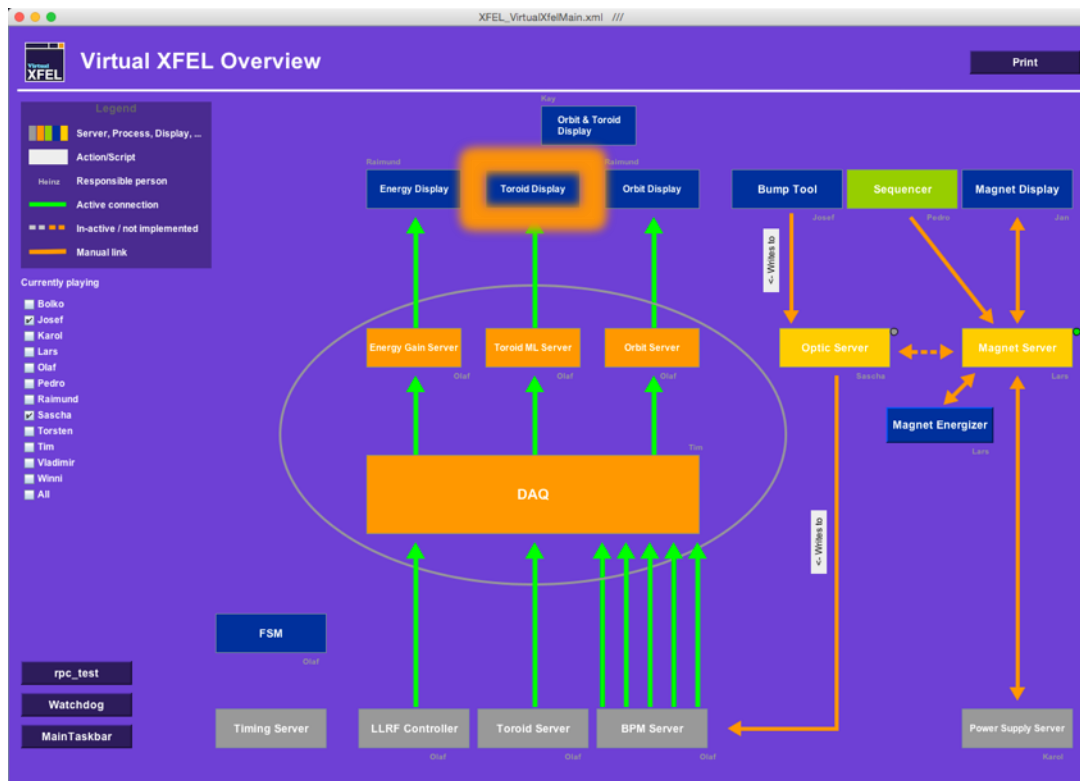 XFEL_VirtualXfelMain.xml ///
Virtual
XFEL
Virtual XFEL Overview
Print
Legend
Server, Process, Display, ...
Action/Script
Heinz
Responsible person
Active connection
In-active / not implemented
Manual link
Currently playing
Bolko
Josef
Karol
Lars
Olaf
Pedro
Raimund
Sascha
Torsten
Tim
Vladimir
Winni
All
Kay
Orbit & Toroid
Display
Raimund
Raimund
Energy Display
Toroid Display
Orbit Display
Bump Tool
Sequencer
Magnet Display
Josef
Pedro
Jan
<- Writes to
Energy Gain Server
Toroid ML Server
Orbit Server
Optic Server
Magnet Server
Olaf
Olaf
Olaf
Sascha
Lars
Magnet Energizer
Lars
Tim
DAQ
<- Writes to
FSM
Olaf
rpc_test
Watchdog
MainTaskbar
Timing Server
LLRF Controller
Toroid Server
BPM Server
Power Supply Server
Olaf
Olaf
Olaf
Karol